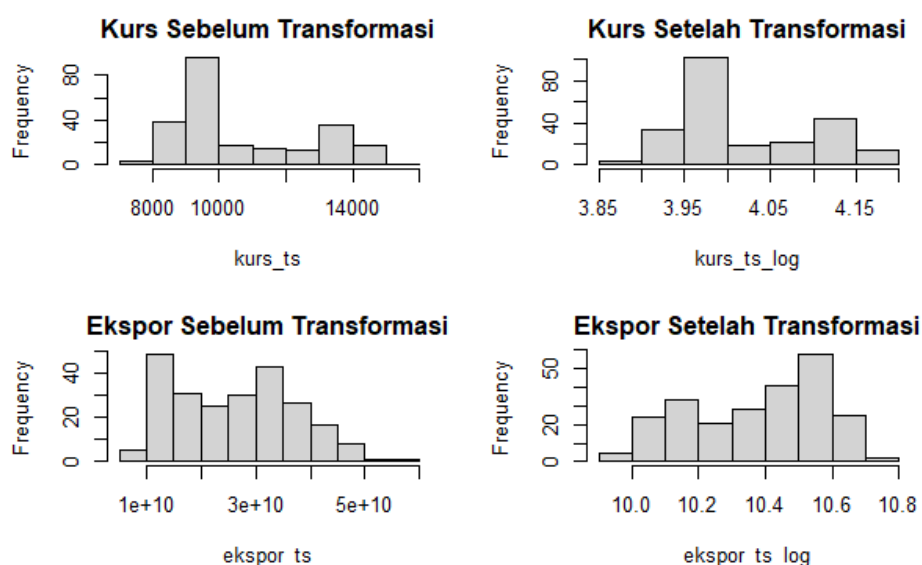 Kurs Sebelum Transformasi
Frequency
0 40 80
8000 10000 14000
kurs_ts
Kurs Setelah Transformasi
Frequency
0 40 80
3.85 3.95 4.05 4.15
kurs_ts_log
Ekspor Sebelum Transformasi
Frequency
0 20 40
1e+10 3e+10 5e+10
ekspor_ts
Ekspor Setelah Transformasi
Frequency
0 20 50
10.0 10.2 10.4 10.6 10.8
ekspor_ts_log